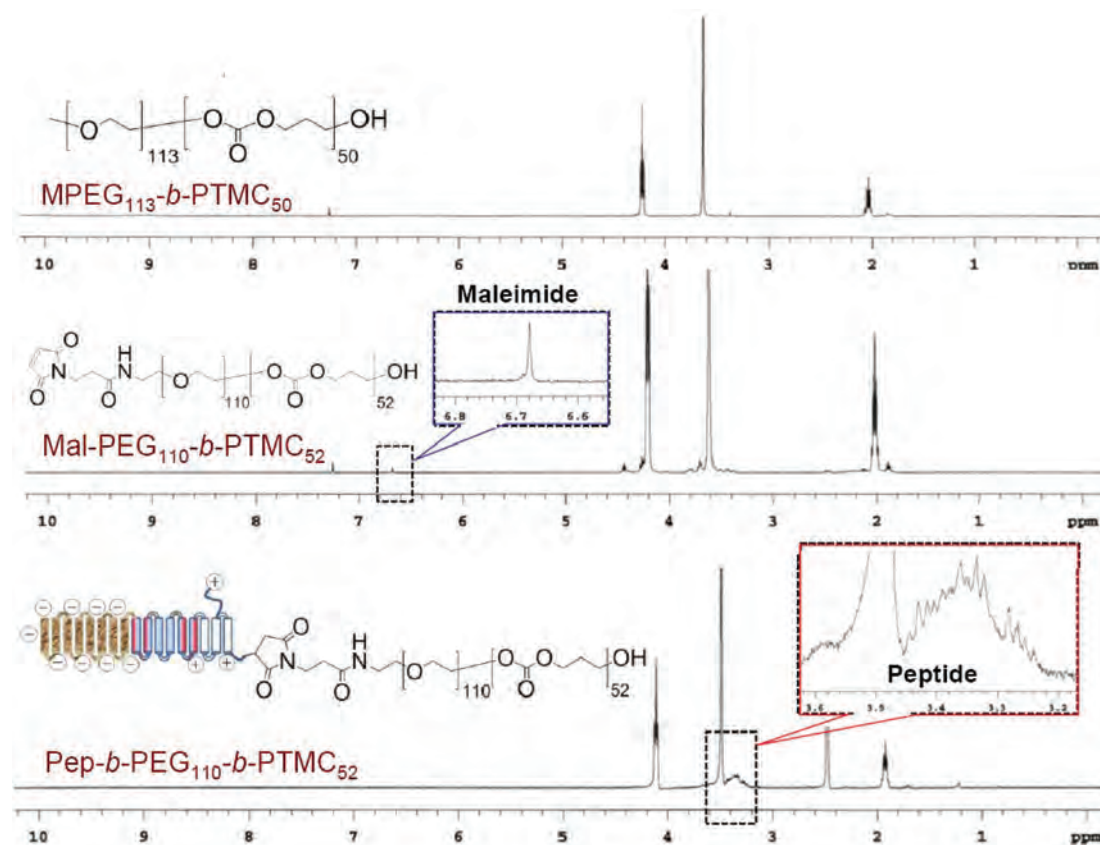 O
O O OH
113 O 50
MPEG113-b-PTMC50
10 9 8 7 6 5 4 3 2 1 ppm
Maleimide
6.8 6.7 6.6
O
N
O
H
N
O
O
110
O O
O
OH
52
Mal-PEG110-b-PTMC52
10 9 8 7 6 5 4 3 2 1 ppm
Peptide
3.6 3.5 3.4 3.3 3.2
O
N
O
H
N
O
O
110
O O
O
OH
52
Pep-b-PEG110-b-PTMC52
10 9 8 7 6 5 4 3 2 1 ppm